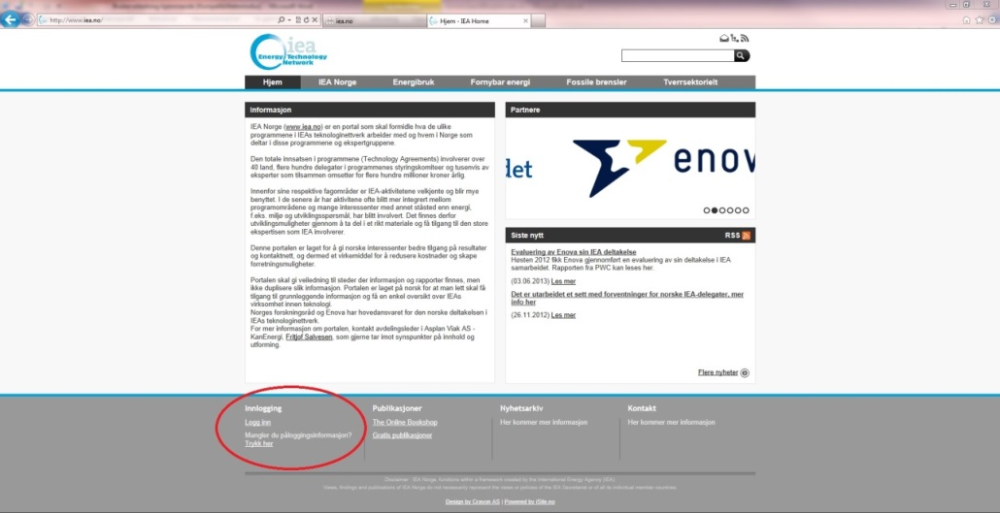 http://www.iea.no/
iea.no
Hjem - IEA Home
iea
Energy Technology
Network
Hjem IEA Norge Energibruk Fornybar energi Fossile brensler Tverrsektorielt
Informasjon
IEA Norge (www.iea.no) er en portal som skal formidle hva de ulike
programmene i IEAs teknologinettverk arbeider med og hvem i Norge som
deltar i disse programmene og ekspertgruppene.
Den totale innsatsen i programmene (Technology Agreements) involverer over
40 land, flere hundre delegater i programmenes styringskomiteer og tusenvis av
eksperter som tilsammen omsetter for flere hundre millioner kroner årlig.
Innenfor sine respektive fagområder er IEA-aktivitetene velkjente og blir mye
benyttet. I de senere år har aktivitene ofte blitt mer integrert mellom
programområdene og mange interessenter med annet ståsted enn energi,
f.eks. miljø og utviklingsspørsmål, har blitt involvert. Det finnes derfor
utviklingsmuligheter gjennom å ta del i et rikt materiale og få tilgang til den store
ekspertisen som IEA involverer.
Denne portalen er laget for å gi norske interessenter bedre tilgang på resultater
og kontaktnett, og dermed et virkemiddel for å redusere kostnader og skape
forretningsmuligheter.
Portalen skal gi veiledning til steder der informasjon og rapporter finnes, men
ikke duplisere slik informasjon. Portalen er laget på norsk for at man lett skal få
tilgang til grunnleggende informasjon og få en enkel oversikt over IEAs
virksomhet innen teknologi.
Norges forskningsråd og Enova har hovedansvaret for den norske deltakelsen i
IEAs teknologinettverk.
For mer informasjon om portalen, kontakt avdelingsleder i Asplan Viak AS -
KanEnergi, Fritjof Salvesen, som gjerne tar imot synspunkter på innhold og
utforming.
Partnere
det enova
Siste nytt RSS
Evaluering av Enova sin IEA deltakelse
Høsten 2012 fikk Enova gjennomført en evaluering av sin deltakelse i IEA
samarbeidet. Rapporten fra PWC kan leses her.
(03.06.2013) Les mer
Det er utarbeidet et sett med forventninger for norske IEA-delegater, mer
info her
(26.11.2012) Les mer
Flere nyheter
Innlogging
Logg inn
Mangler du påloggingsinformasjon?
Trykk her
Publikasjoner
The Online Bookshop
Gratis publikasjoner
Nyhetsarkiv
Her kommer mer informasjon
Kontakt
Her kommer mer informasjon
Disclaimer - IEA Norge, functions within a framework created by the International Energy Agency (IEA).
Views, findings and publications of IEA Norge do not necessarily represent the views or policies of the IEA Secretariat or of all its individual member countries.
Design by Crayon AS | Powered by iSite.no